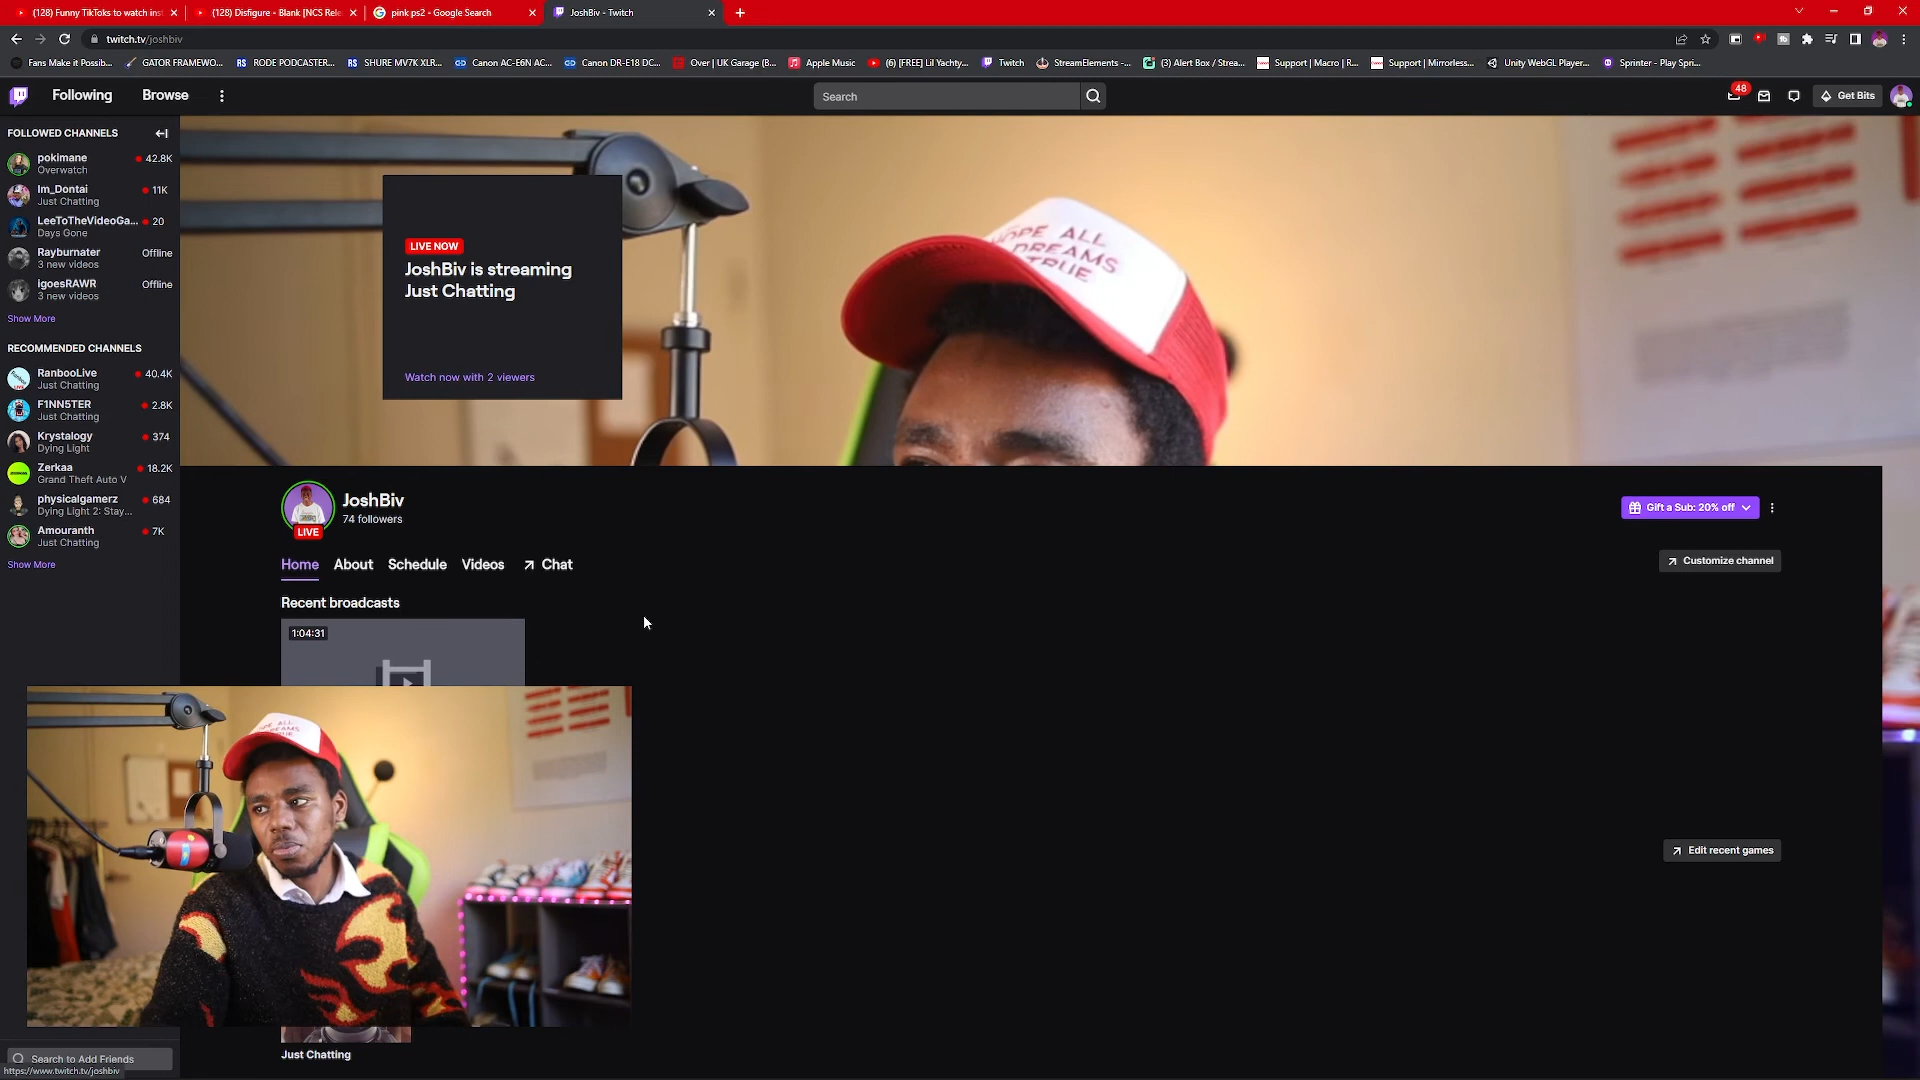 (128) Funny TikToks to watch inst
(128) Disfigure - Blank [NCS Rele
pink ps2 - Google Search
JoshBiv - Twitch
twitch.tv/joshbiv
Fans Make it Possib...
GATOR FRAMEWO...
RS
RODE PODCASTER...
RS
SHURE MV7K XLR...
Canon AC-E6N AC...
Canon DR-E18 DC...
Over | UK Garage (B...
Apple Music
(6) [FREE] Lil Yachty...
Twitch
StreamElements -...
(3) Alert Box / Strea...
Support | Macro | R...
Support | Mirrorless...
Unity WebGL Player...
Sprinter - Play Spri...
Following
Browse
Search
48
Get Bits
FOLLOWED CHANNELS
pokimane
42.8K
Overwatch
Im_Dontai
11K
Just Chatting
LeeToTheVideoGa...
20
Days Gone
Rayburnater
Offline
3 new videos
igoesRAWR
Offline
3 new videos
Show More
RECOMMENDED CHANNELS
RanbooLive
40.4K
Just Chatting
F1NN5TER
2.8K
Just Chatting
Krystalogy
374
Dying Light
Zerkaa
18.2K
Grand Theft Auto V
physicalgamerz
684
Dying Light 2: Stay...
Amouranth
7K
Just Chatting
Show More
LIVE NOW
JoshBiv is streaming
Just Chatting
Watch now with 2 viewers
HOPE ALL
DREAMS
TRUE
JoshBiv
74 followers
LIVE
Gift a Sub: 20% off
Home
About
Schedule
Videos
Chat
Customize channel
Recent broadcasts
1:04:31
Edit recent games
Just Chatting
Search to Add Friends
https://www.twitch.tv/joshbiv